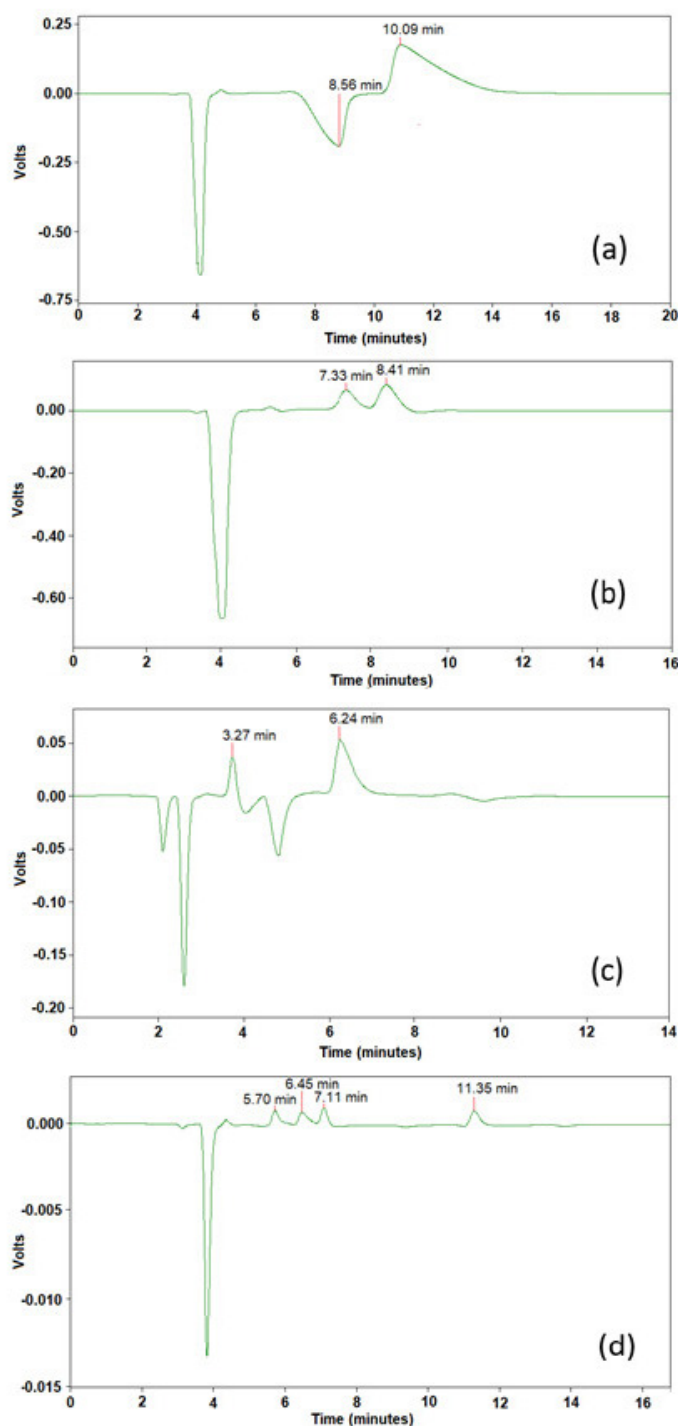 10.09 min
0.25
8.56 min
0.00
Volts
-0.25
-0.50
(a)
-0.75
0 2 4 6 8 10 12 14 16 18 20
Time (minutes)
7.33 min 8.41 min
0.00
-0.20
Volts
-0.40
-0.60
(b)
0 2 4 6 8 10 12 14 16
Time (minutes)
3.27 min 6.24 min
0.05
0.00
-0.05
Volts
-0.10
-0.15
(c)
-0.20
0 2 4 6 8 10 12 14
Time (minutes)
6.45 min
5.70 min 7.11 min 11.35 min
0.000
-0.005
Volts
-0.010
(d)
-0.015
0 2 4 6 8 10 12 14 16
Time (minutes)